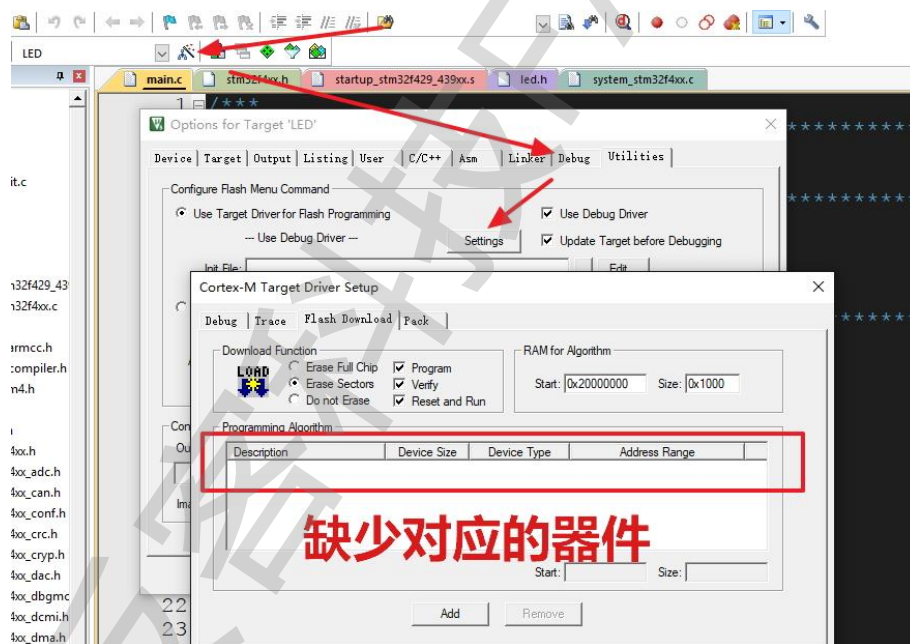 LED
main.c
stm32f4xx.h
startup_stm32f429_439xx.s
led.h
system_stm32f4xx.c
1 /***
Options for Target 'LED'
Device Target Output Listing User C/C++ Asm Linker Debug Utilities
it.c
Configure Flash Menu Command
Use Target Driver for Flash Programming
Use Debug Driver
--- Use Debug Driver ---
Settings
Update Target before Debugging
Init File:
Edit...
Cortex-M Target Driver Setup
Debug Trace Flash Download Pack
Download Function
LOAD
Erase Full Chip
Erase Sectors
Do not Erase
Program
Verify
Reset and Run
RAM for Algorithm
Start: 0x20000000 Size: 0x1000
Programming Algorithm
Description Device Size Device Type Address Range
缺少对应的器件
Start: Size:
Add Remove
Con
Ou
Ima
n32f429_43
n32f4xx.c
armcc.h
compiler.h
m4.h
4xx.h
4xx_adc.h
4xx_can.h
4xx_conf.h
4xx_crc.h
4xx_cryp.h
4xx_dac.h
4xx_dbgmc
4xx_dcmi.h
4xx_dma.h
22
23